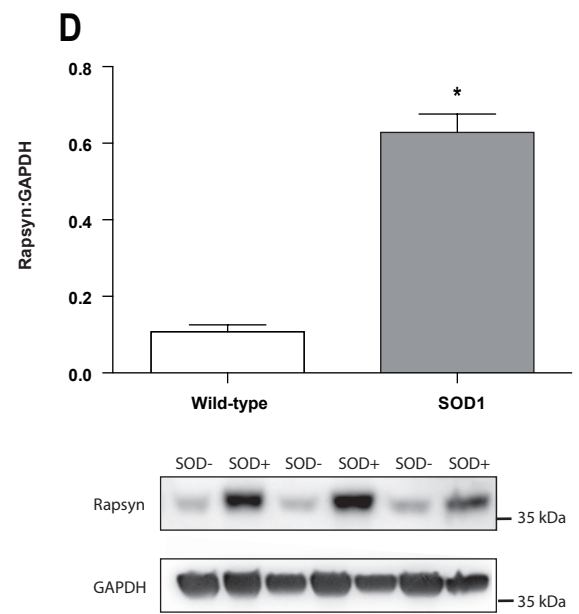 D
Rapsyn:GAPDH
0.8
0.6
0.4
0.2
0.0
*
Wild-type SOD1
SOD- SOD+ SOD- SOD+ SOD- SOD+
Rapsyn
35 kDa
GAPDH
35 kDa